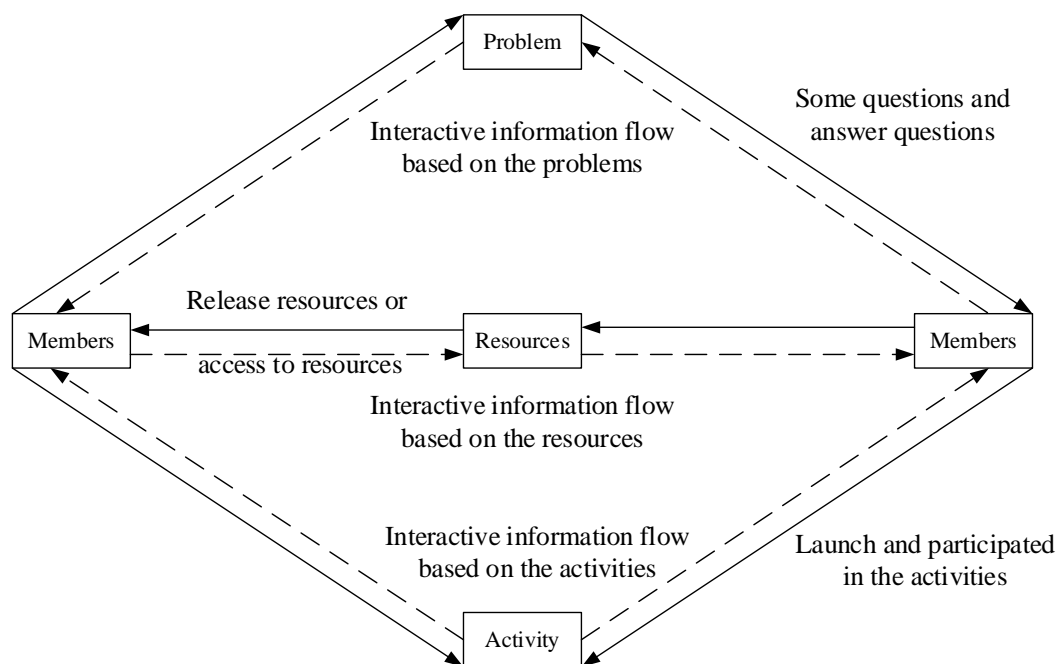 Problem
Some questions and
answer questions
Interactive information flow
based on the problems
Release resources or
Members
Resources
Members
access to resources
Interactive information flow
based on the resources
Interactive information flow
based on the activities
Launch and participated
in the activities
Activity